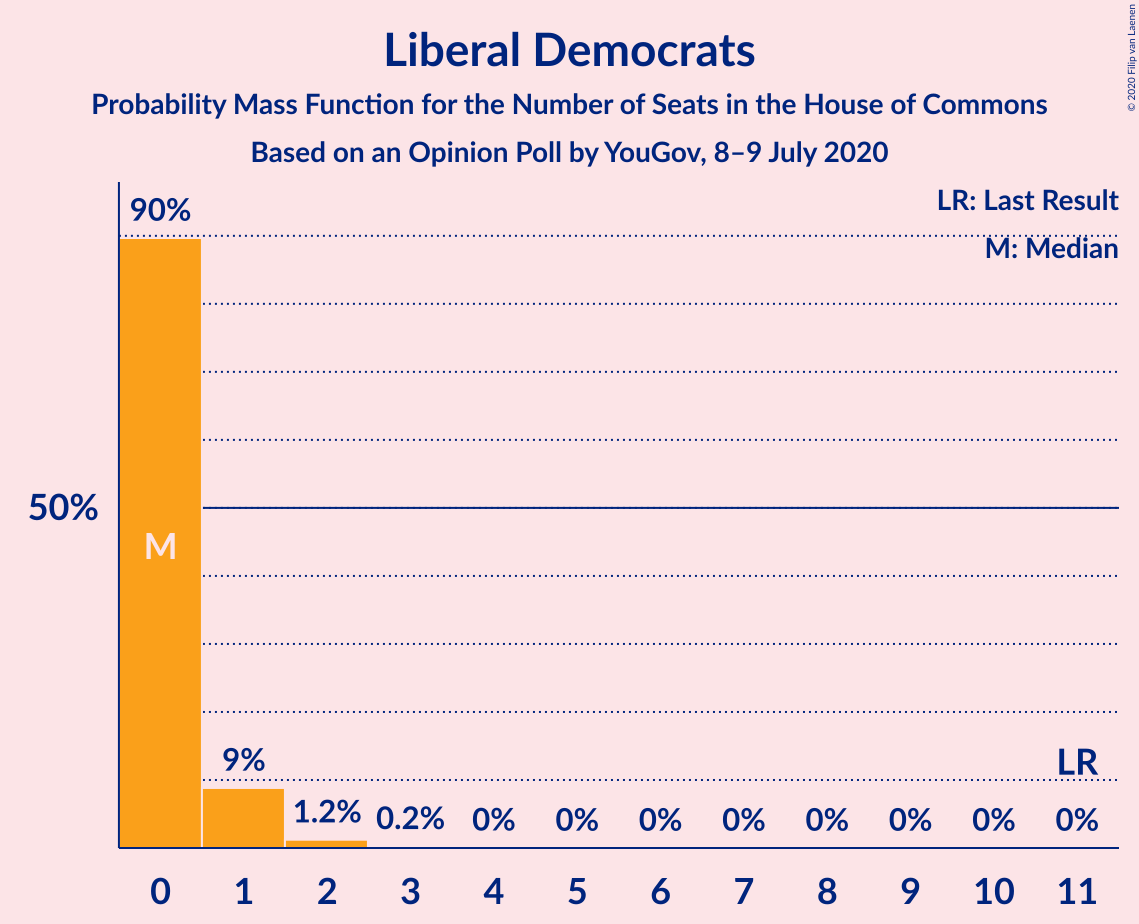 Liberal Democrats
Probability Mass Function for the Number of Seats in the House of Commons
Based on an Opinion Poll by YouGov, 8–9 July 2020
© 2020 Filip van Laenen
LR: Last Result
M: Median
90%
50%
M
9%
1.2%
0.2%
0%
0%
0%
0%
0%
0%
0%
LR
0%
0 1 2 3 4 5 6 7 8 9 10 11